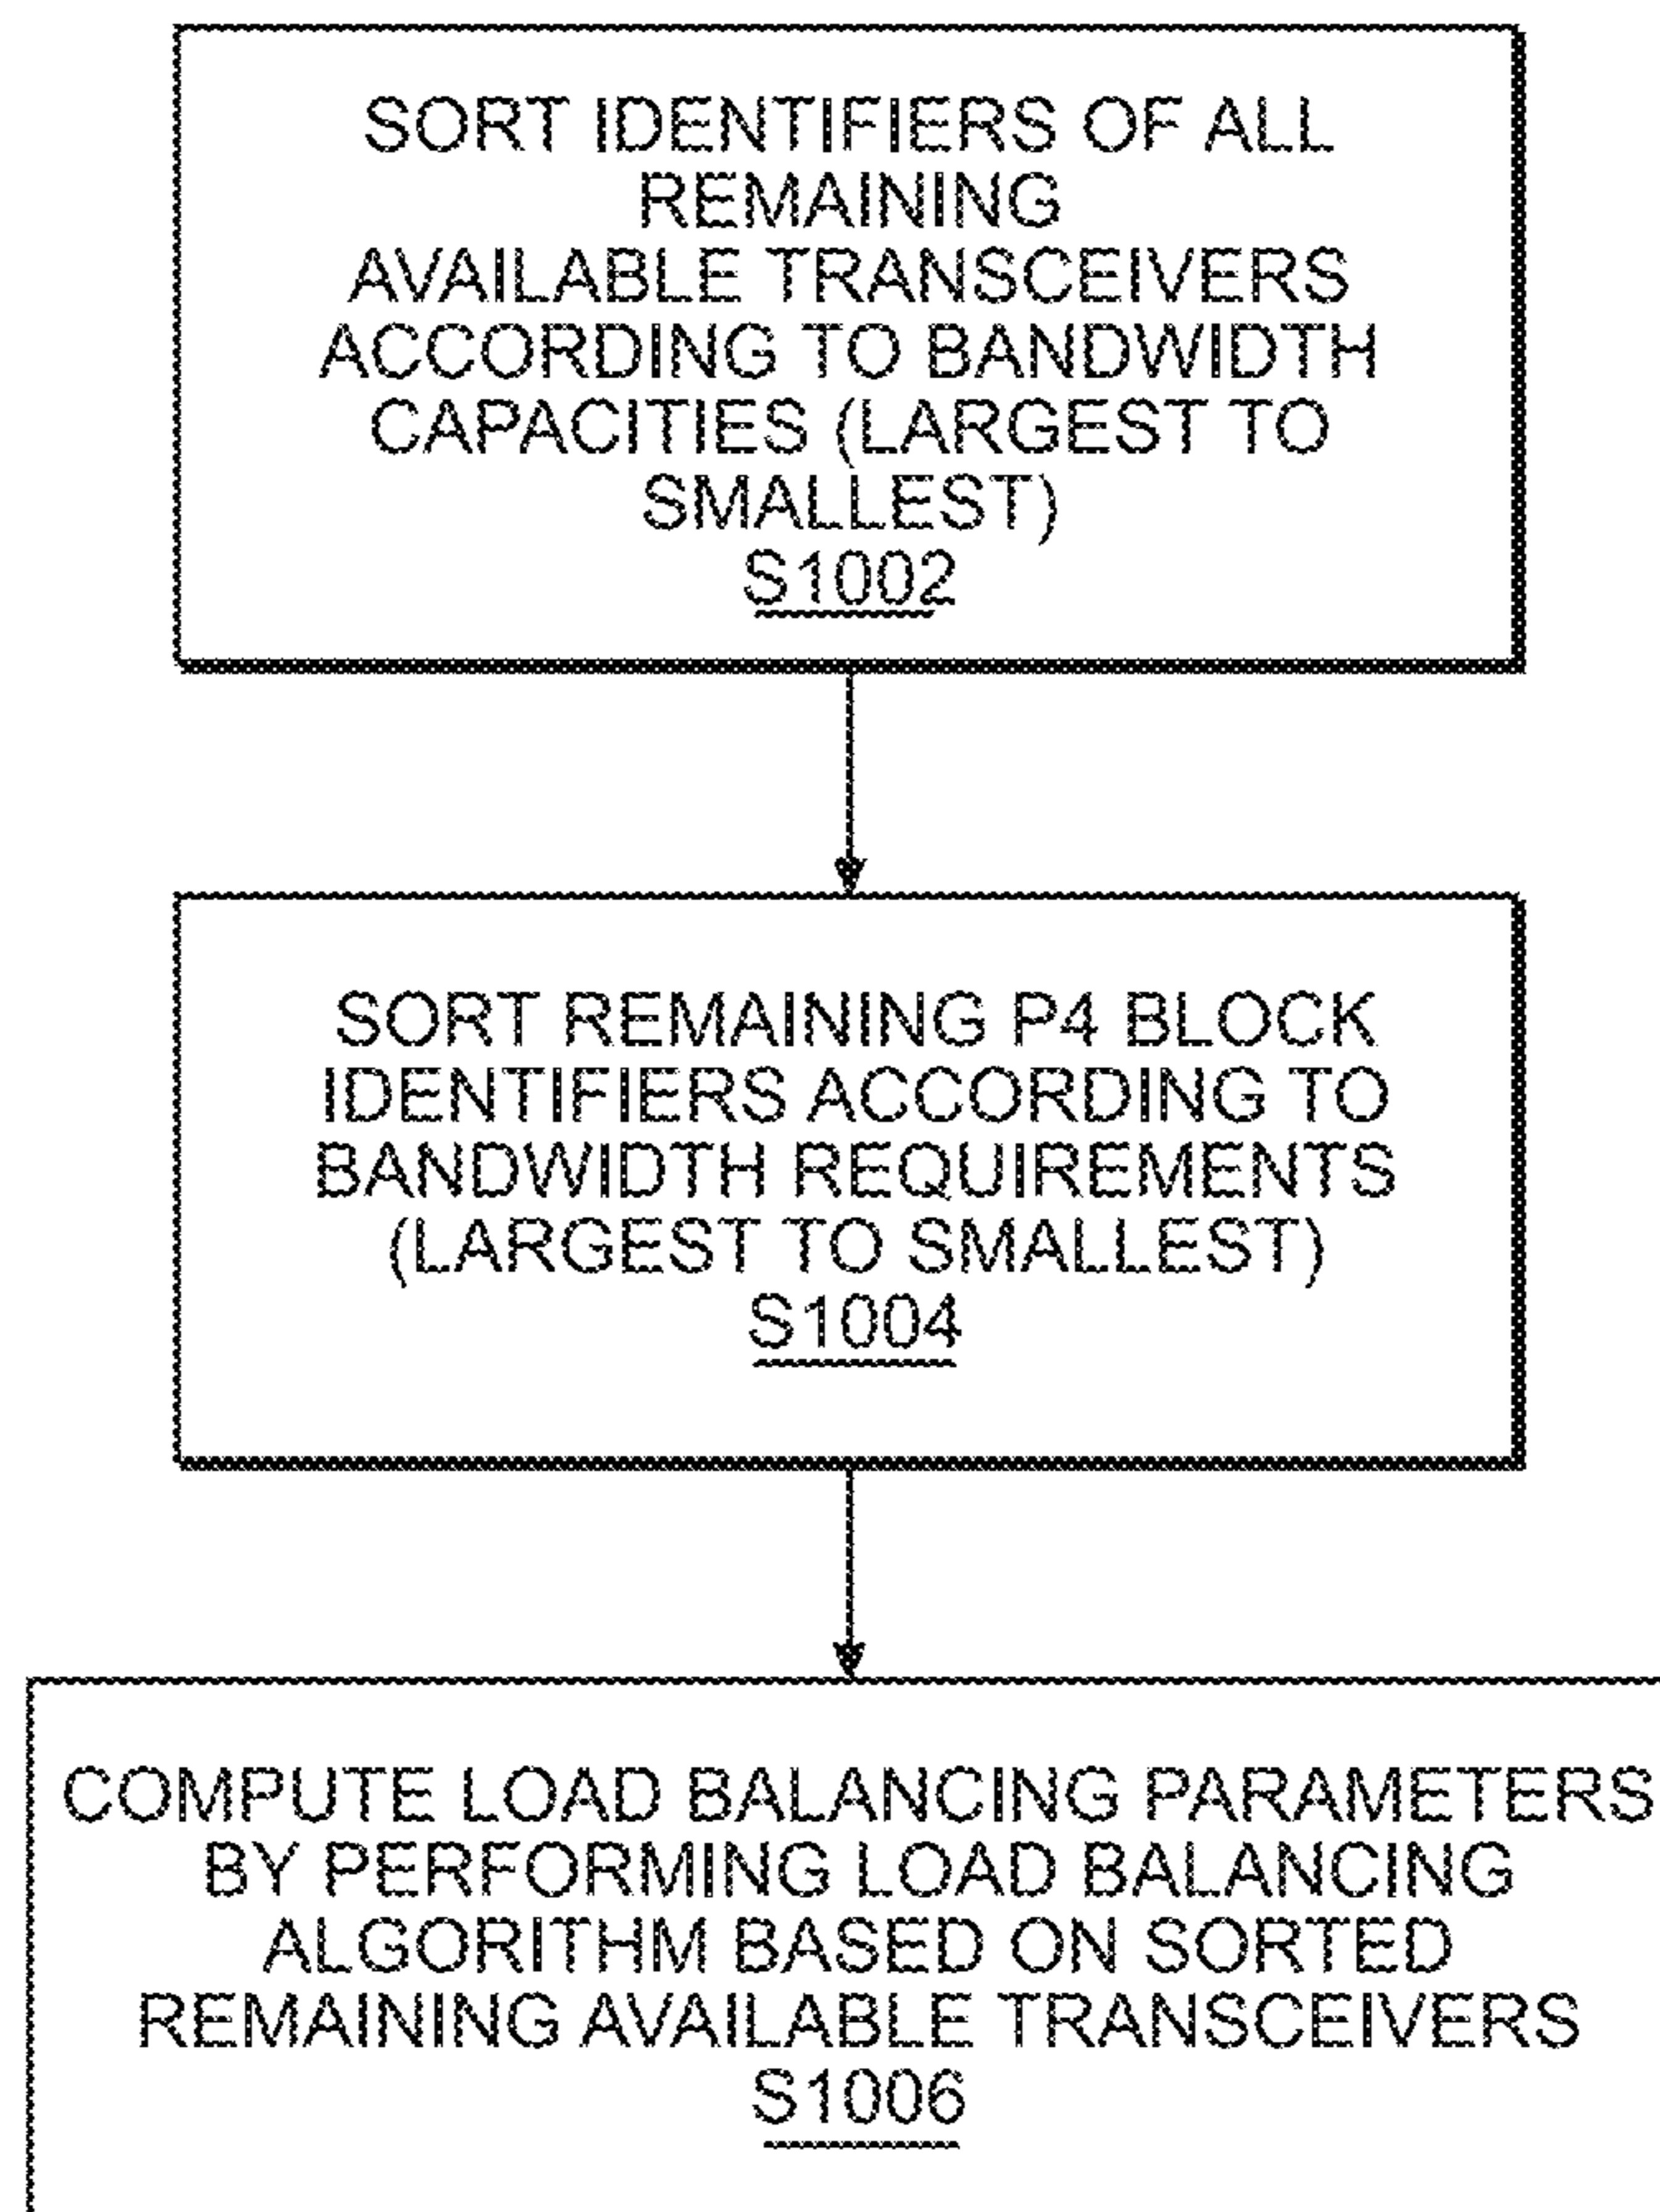 SORT IDENTIFIERS OF ALL
REMAINING
AVAILABLE TRANSCEIVERS
ACCORDING TO BANDWIDTH
CAPACITIES (LARGEST TO
SMALLEST)
S1002
SORT REMAINING P4 BLOCK
IDENTIFIERS ACCORDING TO
BANDWIDTH REQUIREMENTS
(LARGEST TO SMALLEST)
S1004
COMPUTE LOAD BALANCING PARAMETERS
BY PERFORMING LOAD BALANCING
ALGORITHM BASED ON SORTED
REMAINING AVAILABLE TRANSCEIVERS
S1006